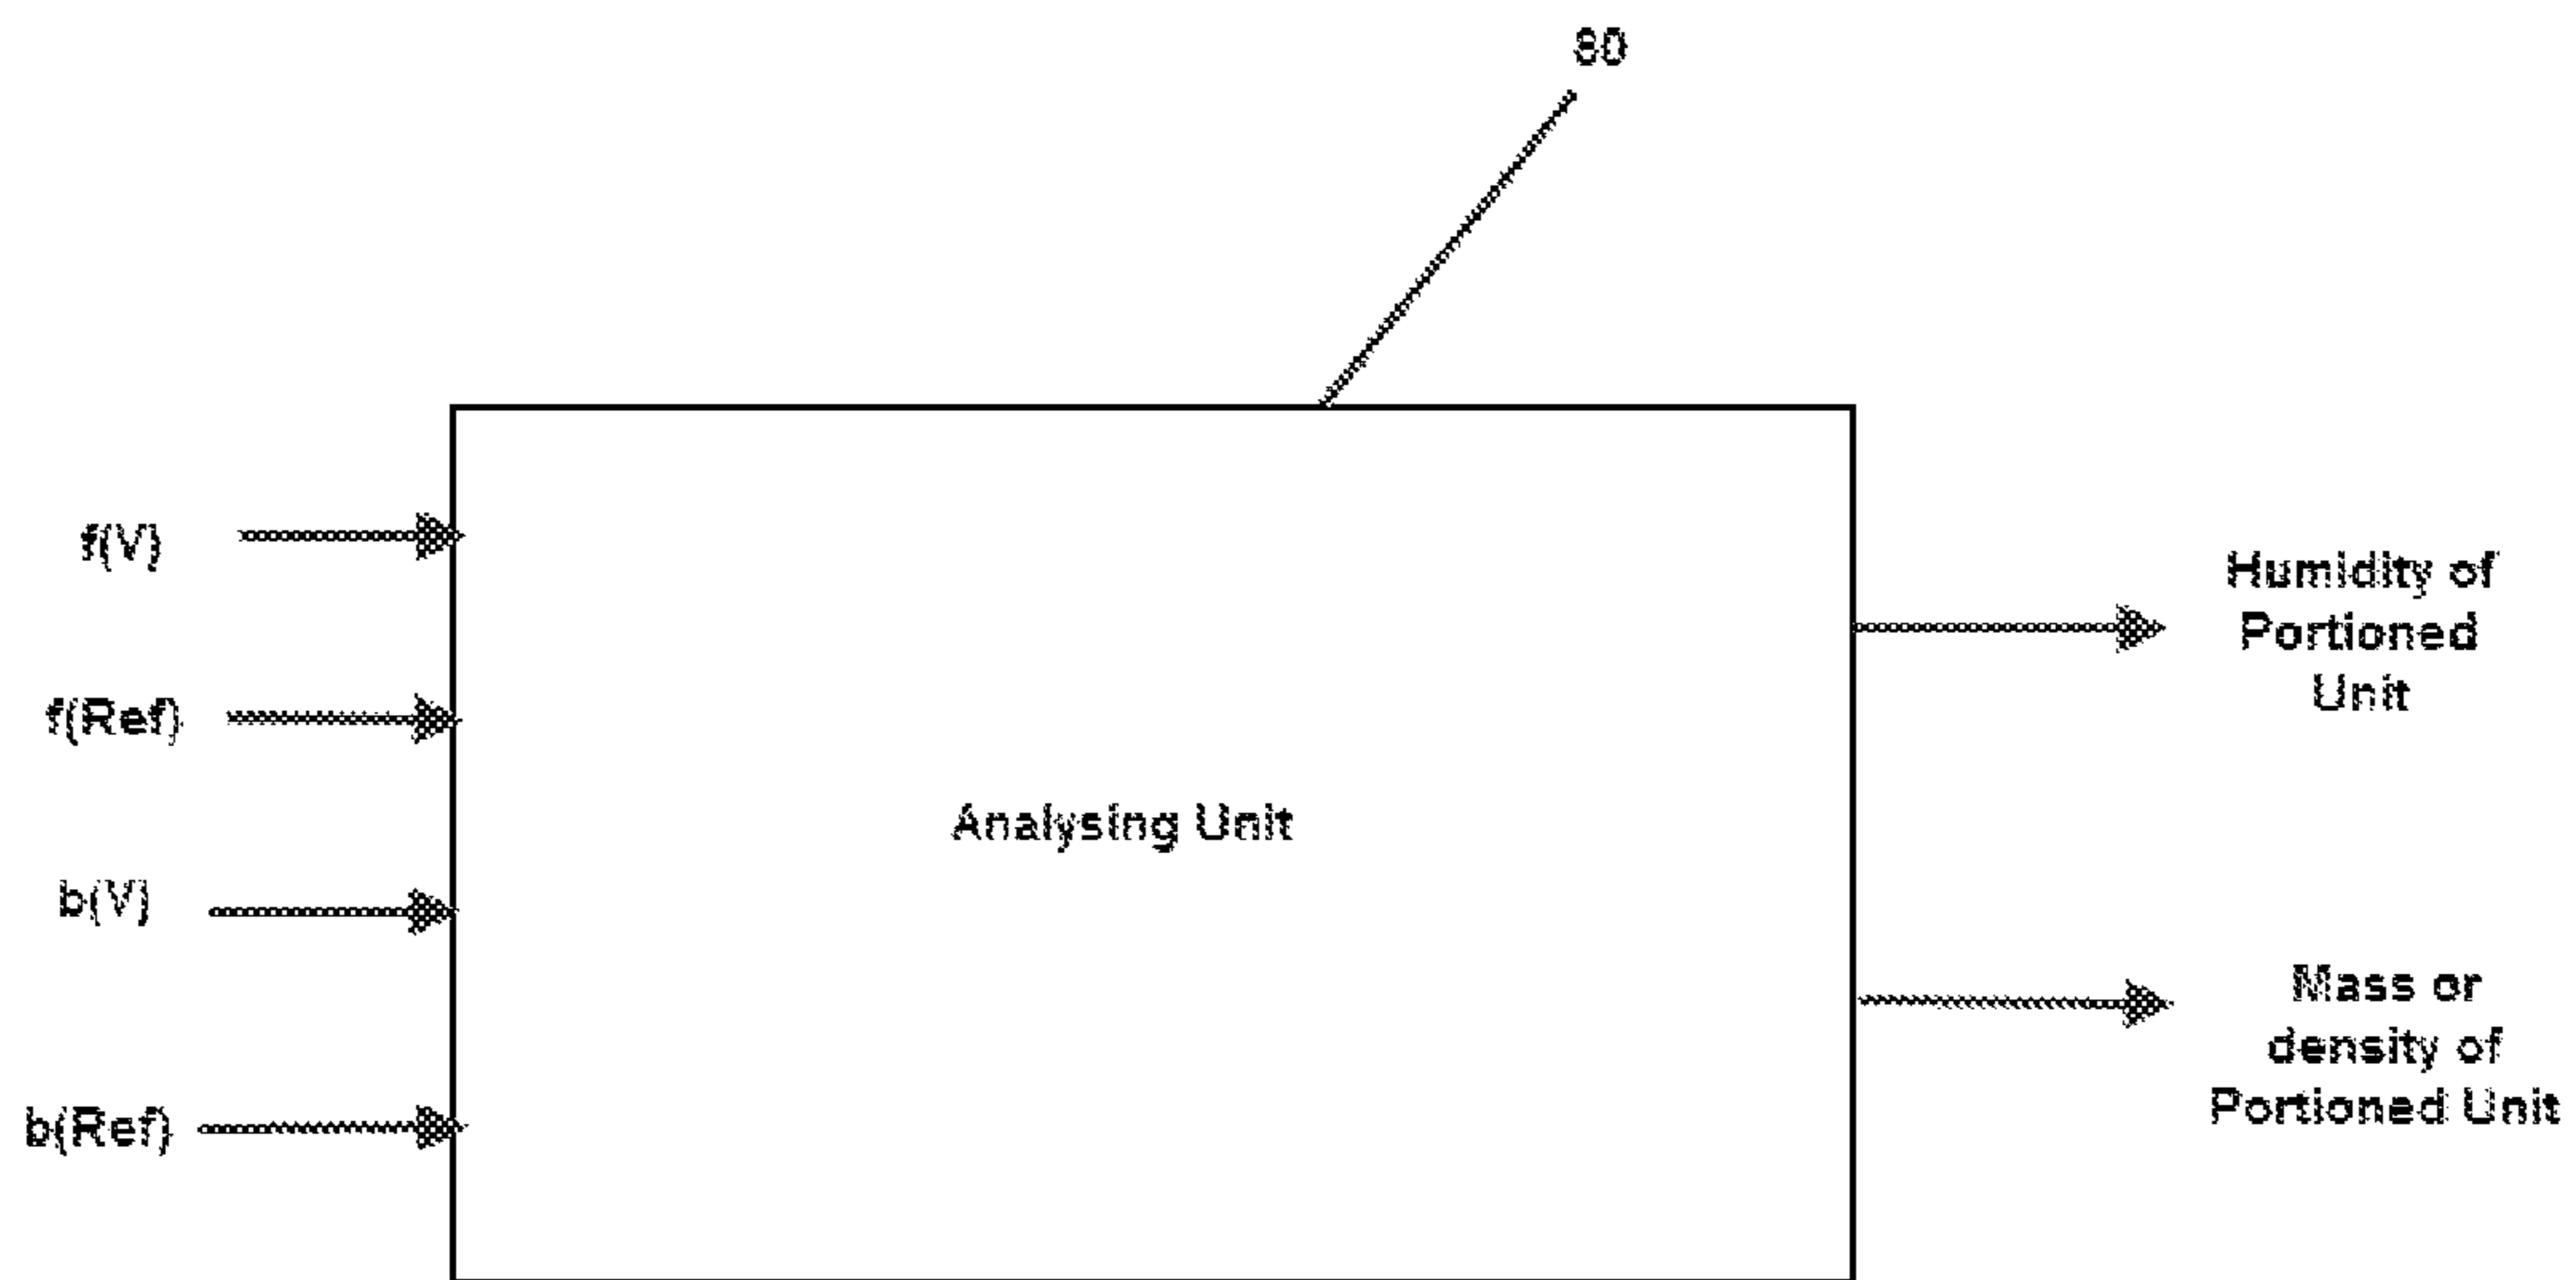 80
f(V)
f(Ref)
b(V)
b(Ref)
Analysing Unit
Humidity of
Portioned
Unit
Mass or
density of
Portioned Unit